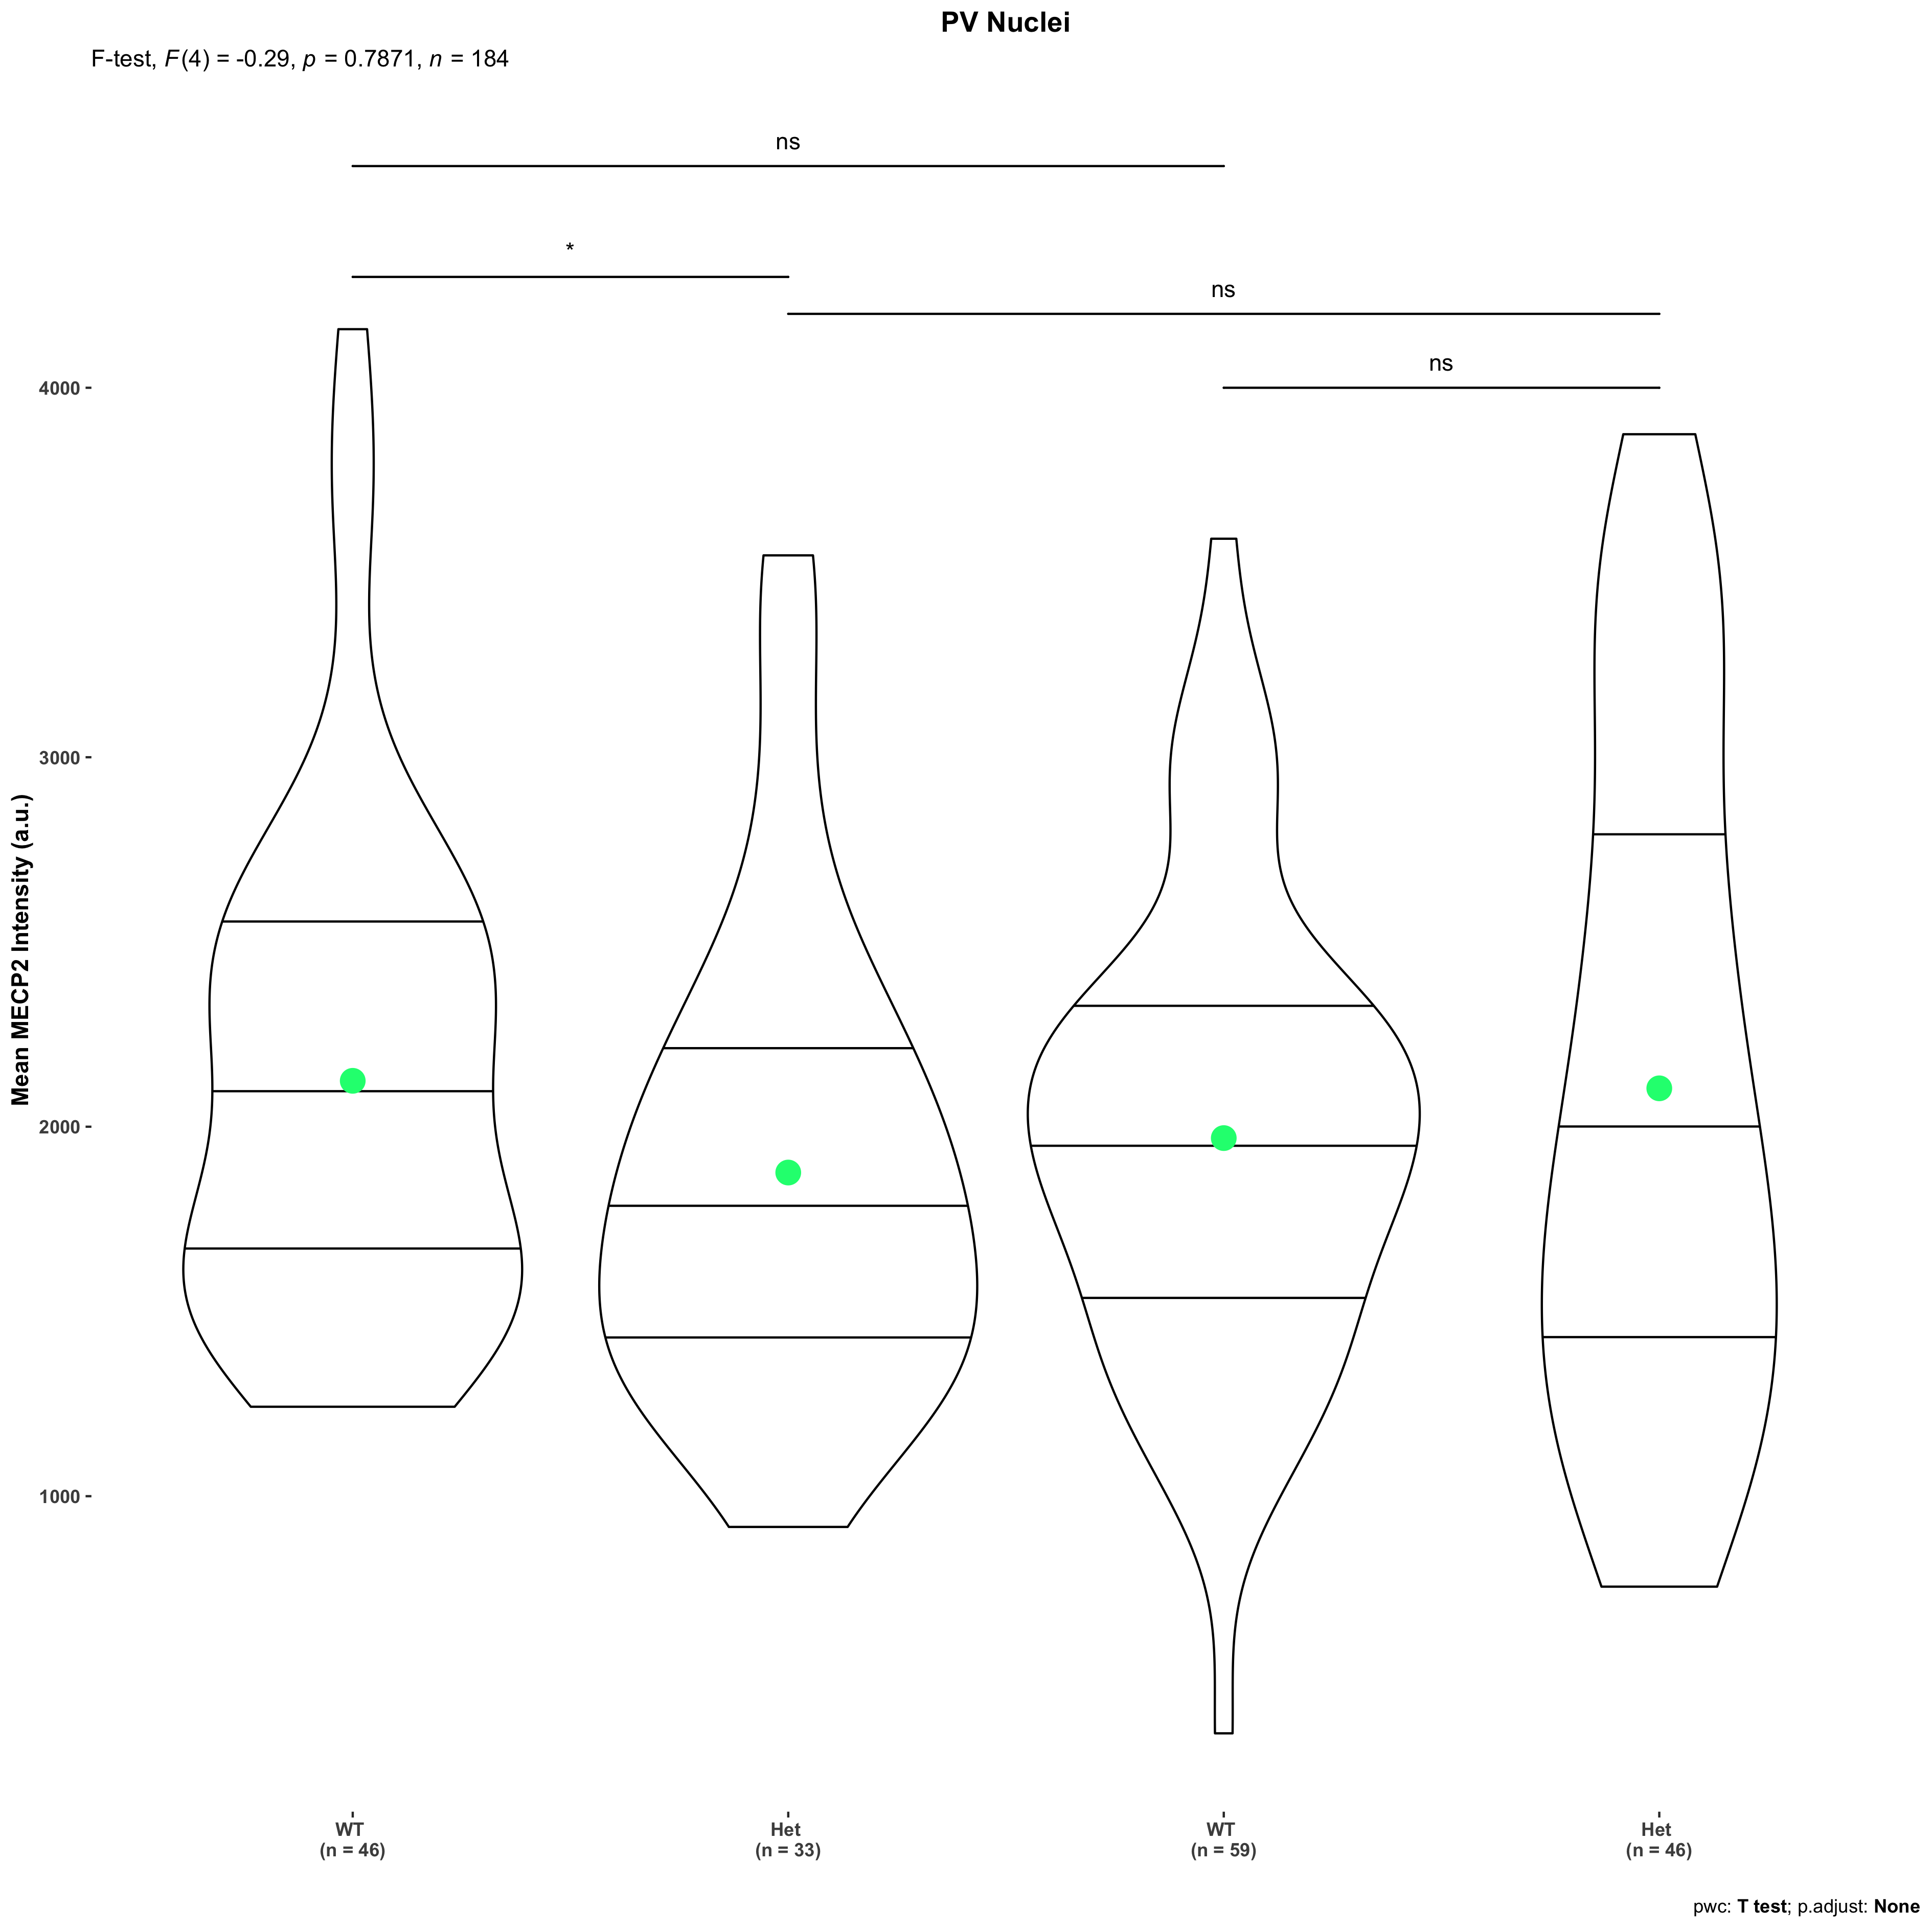 PV Nuclei
F-test, F(4) = -0.29, p = 0.7871, n = 184
ns
*
ns
ns
4000
3000
2000
1000
Mean MECP2 Intensity (a.u.)
WT
(n = 46)
Het
(n = 33)
WT
(n = 59)
Het
(n = 46)
pwc: T test; p.adjust: None